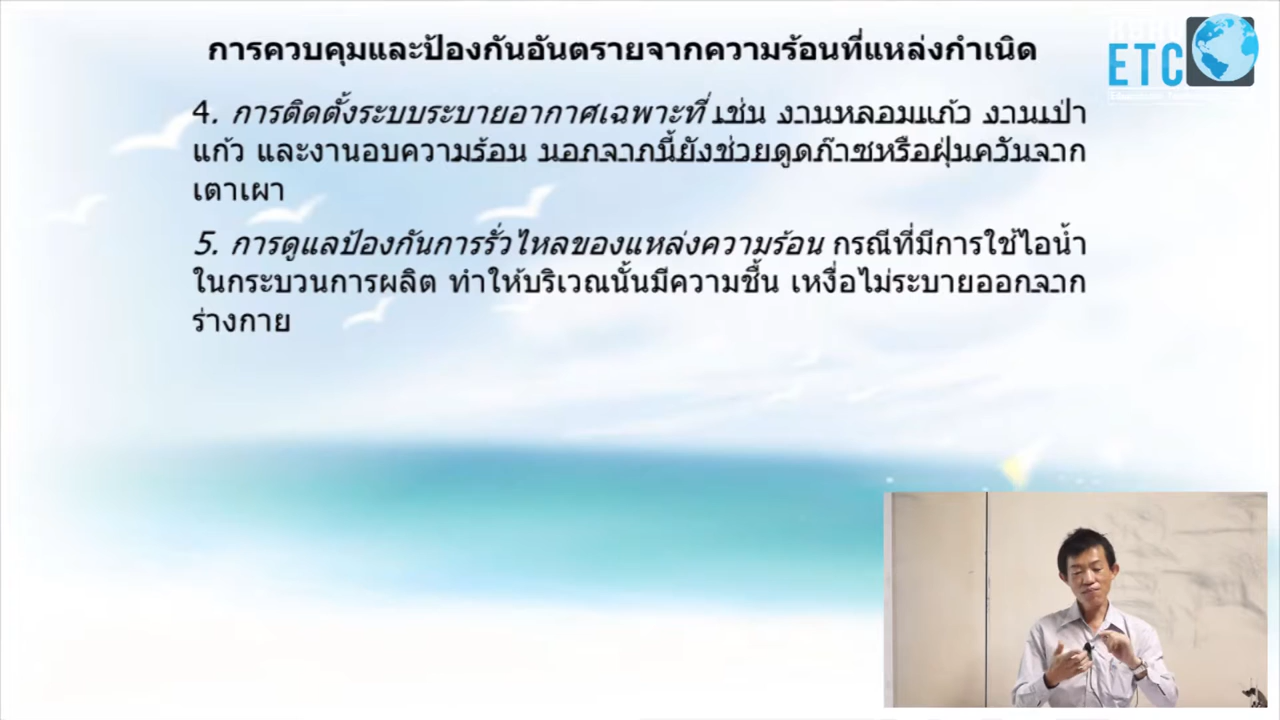 การควบคุมและป้องกันอันตรายจากความร้อนที่แหล่งกำเนิด
ETC
4. การติดตั้งระบบระบายอากาศเฉพาะที่ เช่น งานหลอมแก้ว งานเป่า
แก้ว และงานอบความร้อน นอกจากนี้ยังช่วยดูดก๊าซหรือฝุ่นควันจาก
เตาเผา
5. การดูแลป้องกันการรั่วไหลของแหล่งความร้อน กรณีที่มีการใช้ไอน้ำ
ในกระบวนการผลิต ทำให้บริเวณนั้นมีความชื้น เหงื่อไม่ระบายออกจาก
ร่างกาย